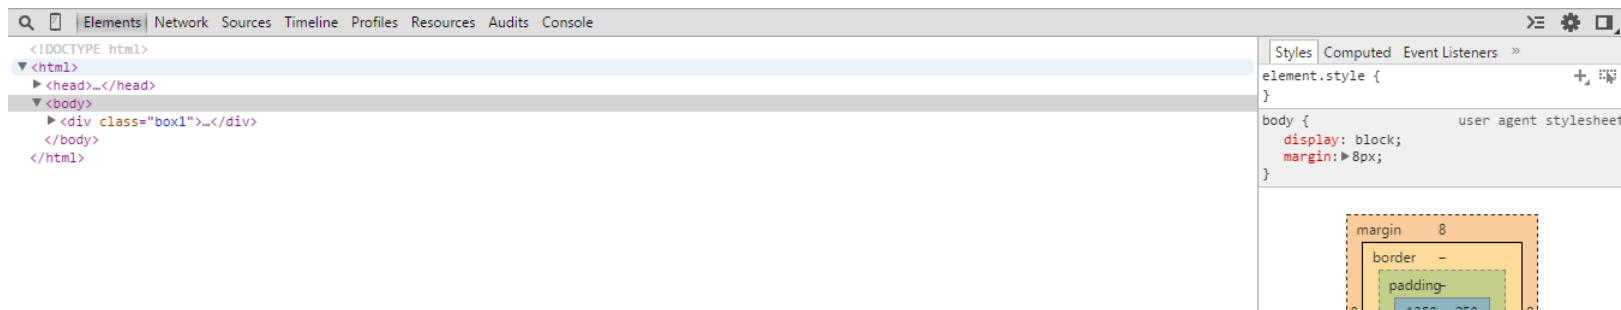 Elements Network Sources Timeline Profiles Resources Audits Console
<!DOCTYPE html>
▼<html>
▶<head>…</head>
▼<body>
▶<div class="box1">…</div>
</body>
</html>
Styles Computed Event Listeners »
element.style {
}
body { user agent stylesheet
display: block;
margin:▶8px;
}
margin 8
border –
padding-